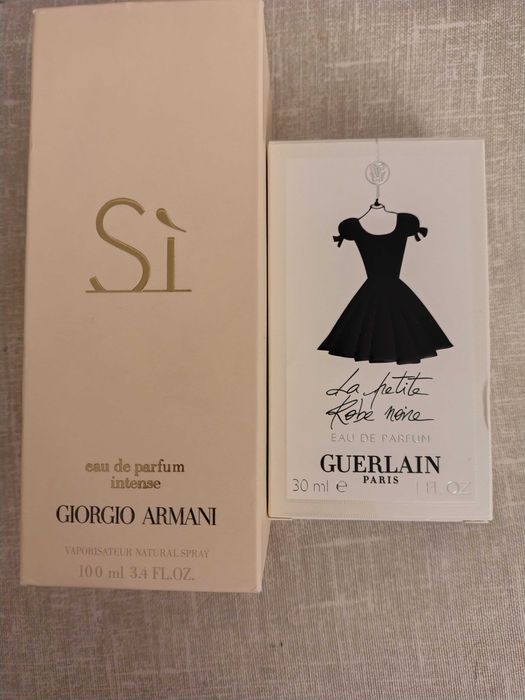 Sì
eau de parfum
intense
GIORGIO ARMANI
VAPORISATEUR NATURAL SPRAY
100 ml 3.4 FL.OZ.
La petite
Robe noire
EAU DE PARFUM
GUERLAIN
PARIS
30 ml e 1 FL OZ